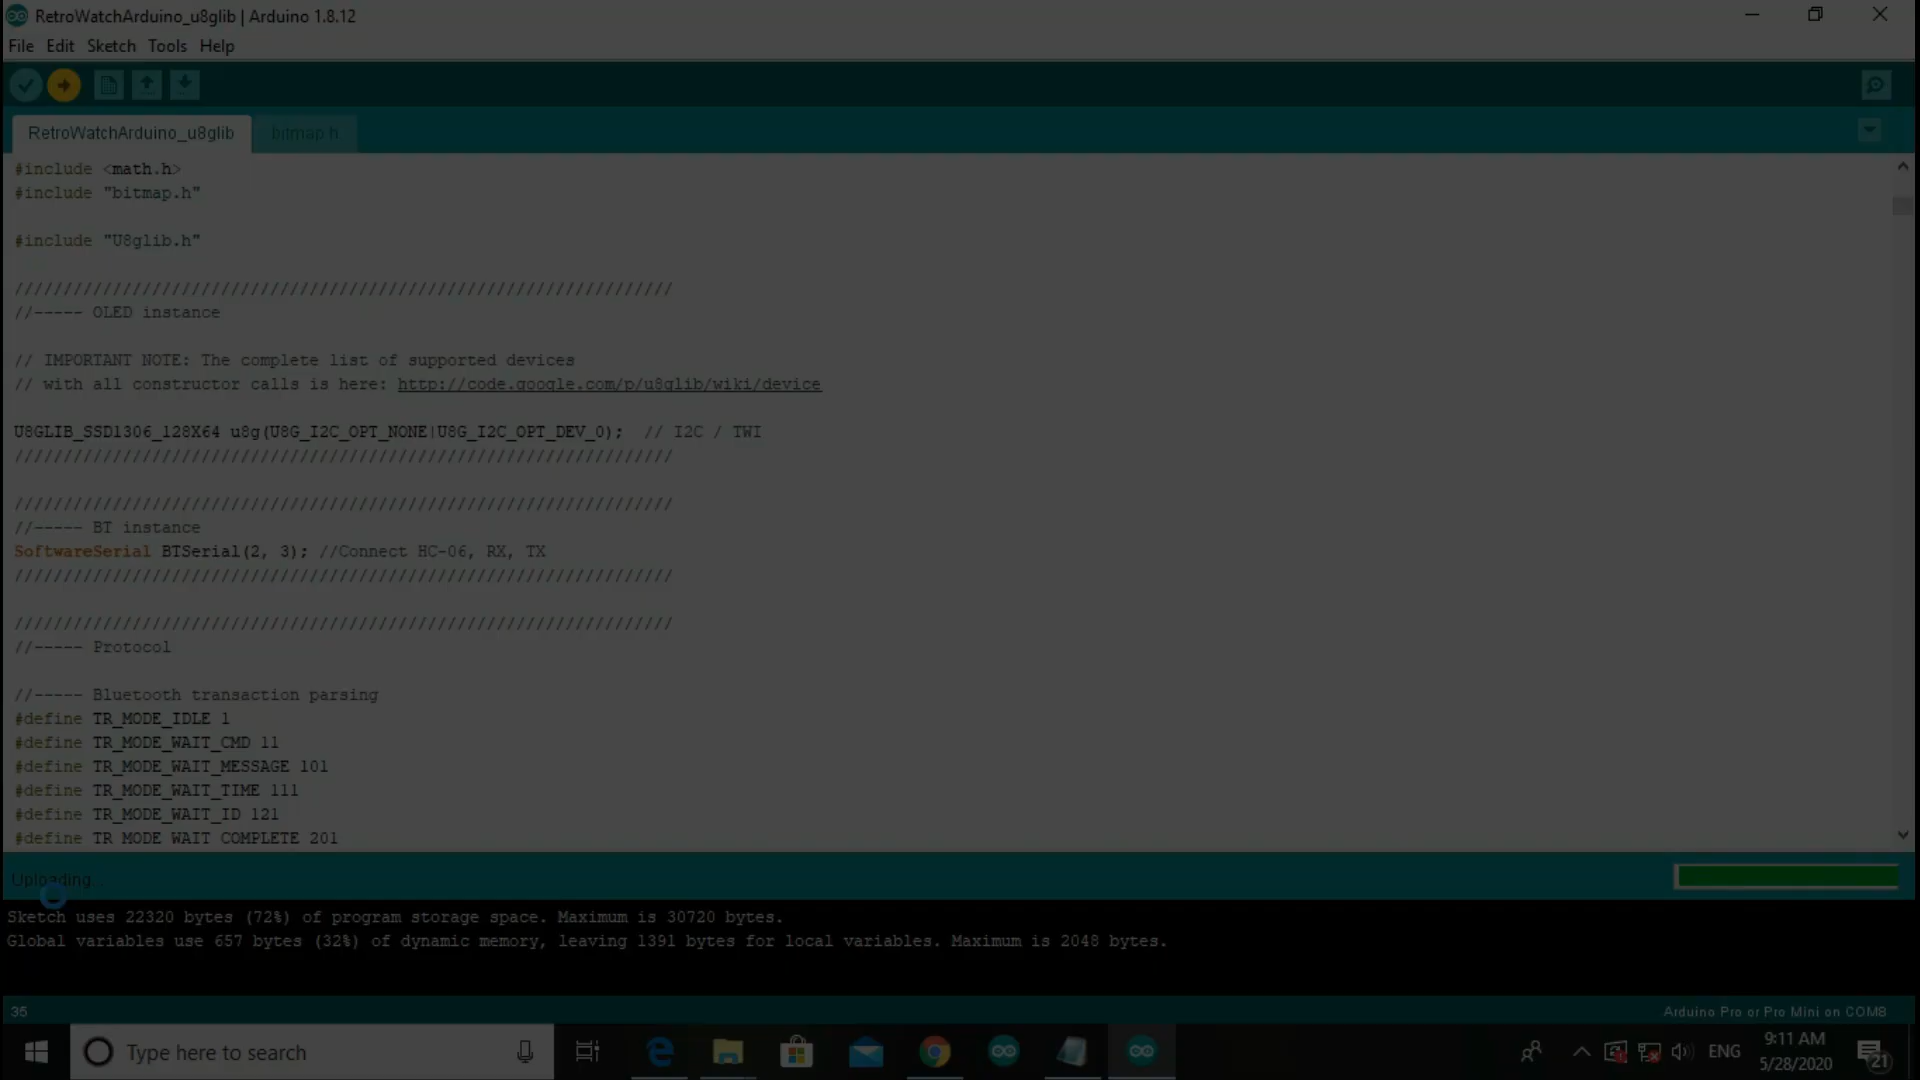 RetroWatchArduino_u8glib | Arduino 1.8.12
File Edit Sketch Tools Help
RetroWatchArduino_u8glib bitmap.h
#include <math.h>
#include "bitmap.h"
#include "U8glib.h"
///////////////////////////////////////////////////////////////////
//----- OLED instance
// IMPORTANT NOTE: The complete list of supported devices
// with all constructor calls is here: http://code.google.com/p/u8glib/wiki/device
U8GLIB_SSD1306_128X64 u8g(U8G_I2C_OPT_NONE|U8G_I2C_OPT_DEV_0);  // I2C / TWI
///////////////////////////////////////////////////////////////////
///////////////////////////////////////////////////////////////////
//----- BT instance
SoftwareSerial BTSerial(2, 3); //Connect HC-06, RX, TX
///////////////////////////////////////////////////////////////////
///////////////////////////////////////////////////////////////////
//----- Protocol
//----- Bluetooth transaction parsing
#define TR_MODE_IDLE 1
#define TR_MODE_WAIT_CMD 11
#define TR_MODE_WAIT_MESSAGE 101
#define TR_MODE_WAIT_TIME 111
#define TR_MODE_WAIT_ID 121
#define TR_MODE_WAIT_COMPLETE 201
Uploading...
Sketch uses 22320 bytes (72%) of program storage space. Maximum is 30720 bytes.
Global variables use 657 bytes (32%) of dynamic memory, leaving 1391 bytes for local variables. Maximum is 2048 bytes.
35 Arduino Pro or Pro Mini on COM8
Type here to search ENG 9:11 AM
5/28/2020 21